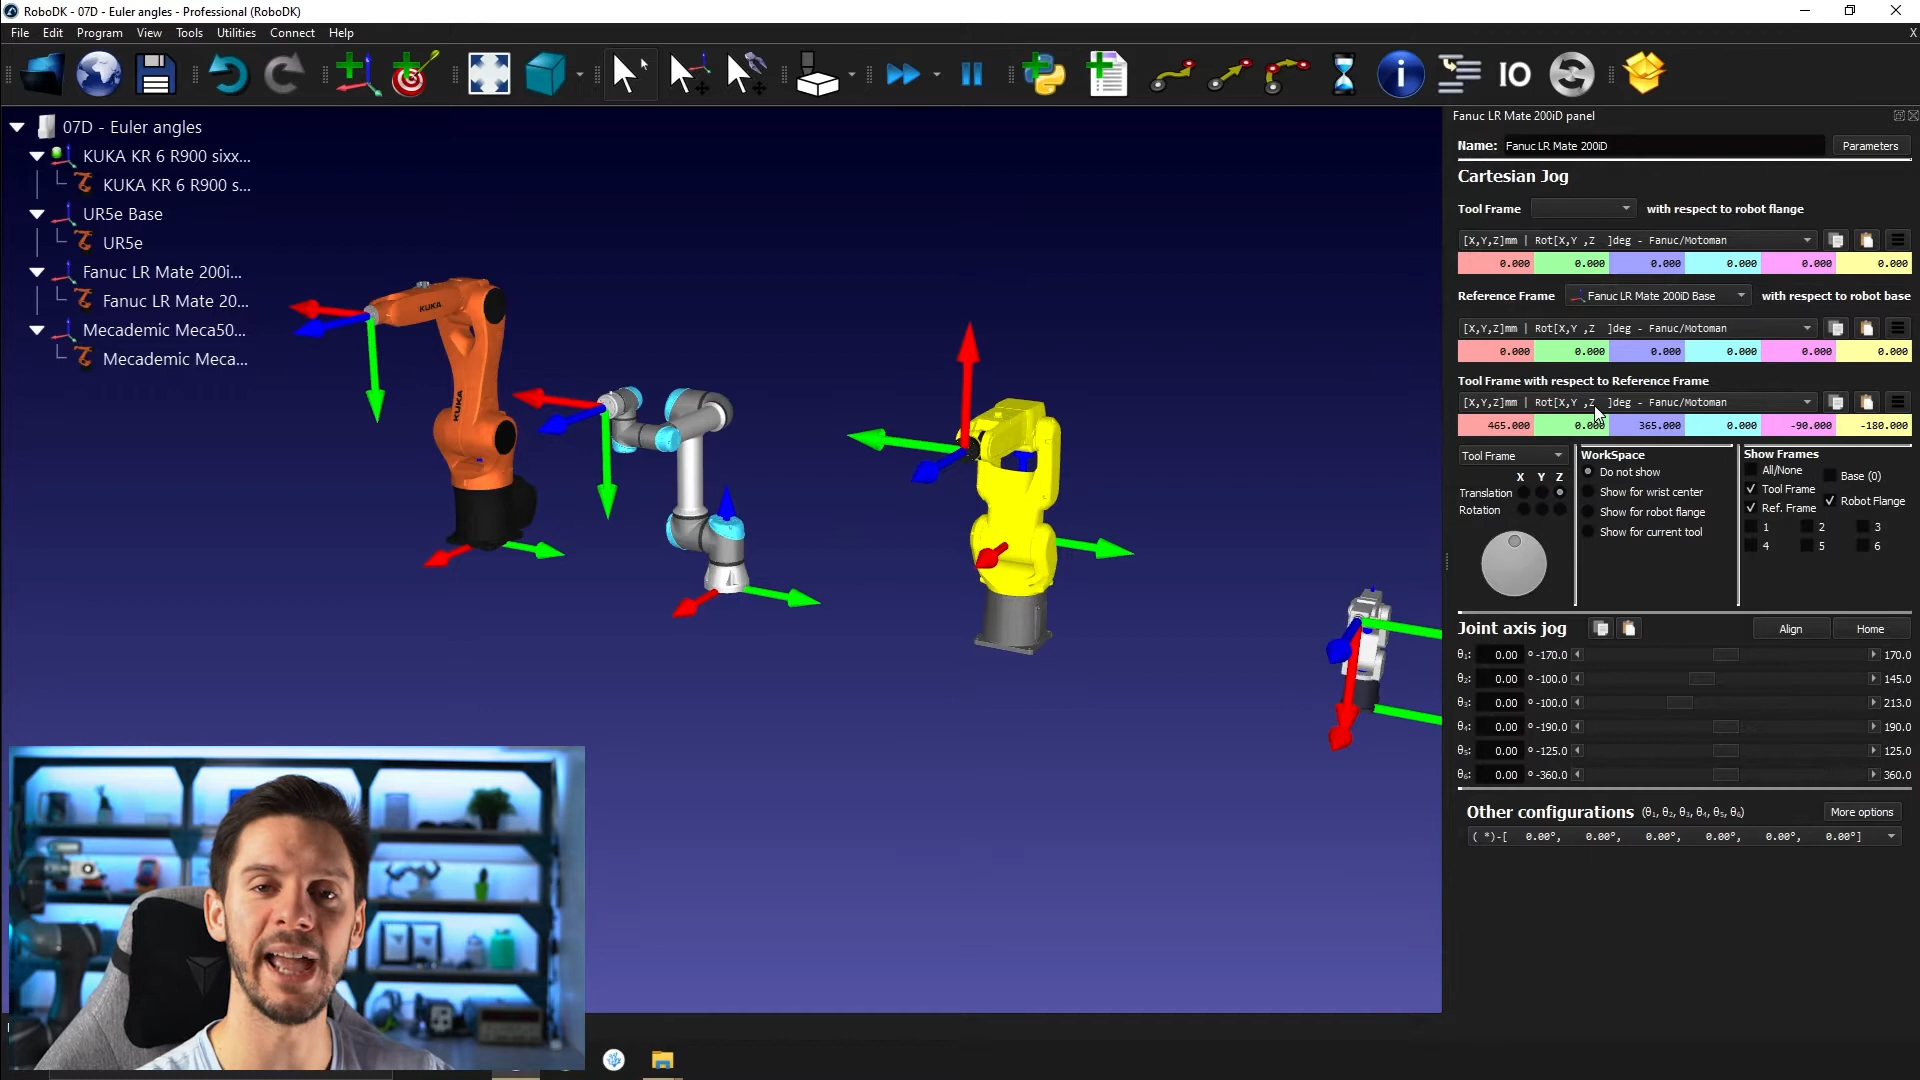 RoboDK - 07D - Euler angles - Professional (RoboDK)
File Edit Program View Tools Utilities Connect Help
X
IO
07D - Euler angles
KUKA KR 6 R900 sixx...
KUKA KR 6 R900 s...
UR5e Base
UR5e
Fanuc LR Mate 200i...
Fanuc LR Mate 20...
Mecademic Meca50...
Mecademic Meca...
KUKA
KUKA
Fanuc LR Mate 200iD panel
Name: Fanuc LR Mate 200iD Parameters
Cartesian Jog
Tool Frame with respect to robot flange
[X,Y,Z]mm | Rot[X,Y ,Z ]deg - Fanuc/Motoman
0.000 0.000 0.000 0.000 0.000 0.000
Reference Frame Fanuc LR Mate 200iD Base with respect to robot base
[X,Y,Z]mm | Rot[X,Y ,Z ]deg - Fanuc/Motoman
0.000 0.000 0.000 0.000 0.000 0.000
Tool Frame with respect to Reference Frame
[X,Y,Z]mm | Rot[X,Y ,Z ]deg - Fanuc/Motoman
465.000 0.000 365.000 0.000 -90.000 -180.000
Tool Frame
X Y Z
Translation
Rotation
WorkSpace
Do not show
Show for wrist center
Show for robot flange
Show for current tool
Show Frames
All/None Base (0)
Tool Frame
Robot Flange
Ref. Frame
1 2 3
4 5 6
Joint axis jog Align Home
θ₁: 0.00 º -170.0 170.0
θ₂: 0.00 º -100.0 145.0
θ₃: 0.00 º -100.0 213.0
θ₄: 0.00 º -190.0 190.0
θ₅: 0.00 º -125.0 125.0
θ₆: 0.00 º -360.0 360.0
Other configurations (θ₁, θ₂, θ₃, θ₄, θ₅, θ₆) More options
( *)-[ 0.00°, 0.00°, 0.00°, 0.00°, 0.00°, 0.00°]